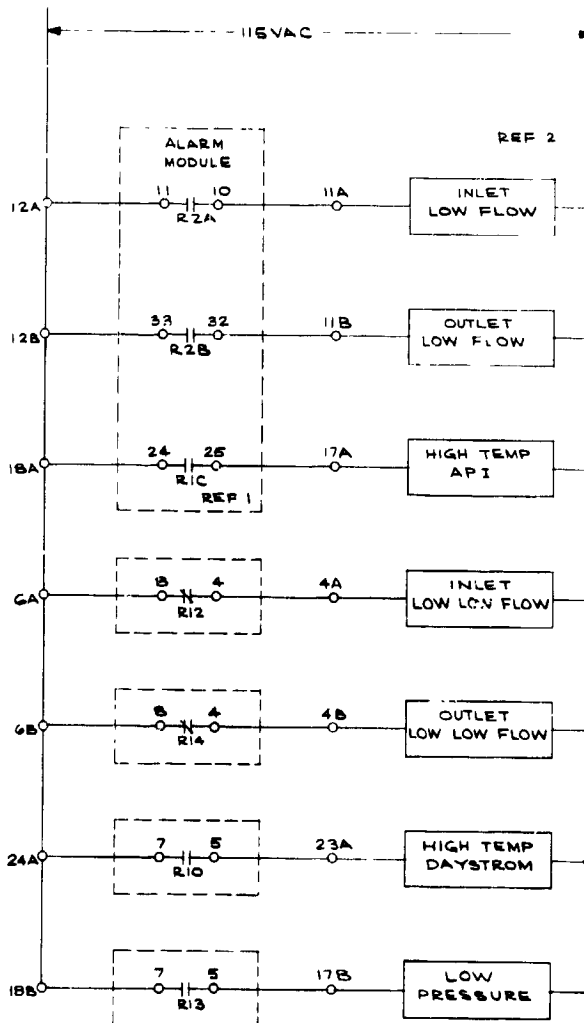 115VAC
REF 2
ALARM
MODULE
12A 11 10 11A INLET
R2A LOW FLOW
12B 33 32 11B OUTLET
R2B LOW FLOW
18A 24 25 17A HIGH TEMP
R1C API
REF 1
6A 8 4 4A INLET
R12 LOW LOW FLOW
6B 8 4 4B OUTLET
R14 LOW LOW FLOW
24A 7 5 23A HIGH TEMP
R10 DAYSTROM
18B 7 5 17B LOW
R13 PRESSURE